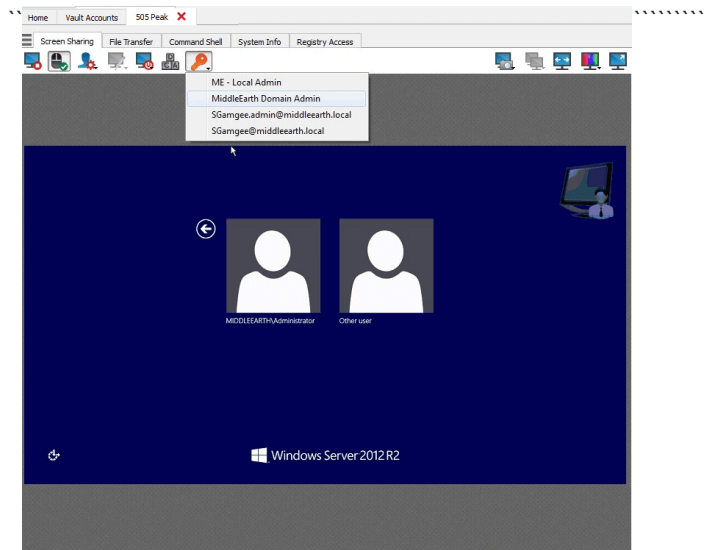 Home Vault Accounts 505 Peak
Screen Sharing File Transfer Command Shell System Info Registry Access
ME - Local Admin
MiddleEarth Domain Admin
SGamgee.admin@middleearth.local
SGamgee@middleearth.local
MIDDLEEARTH\Administrator Other user
Windows Server 2012 R2